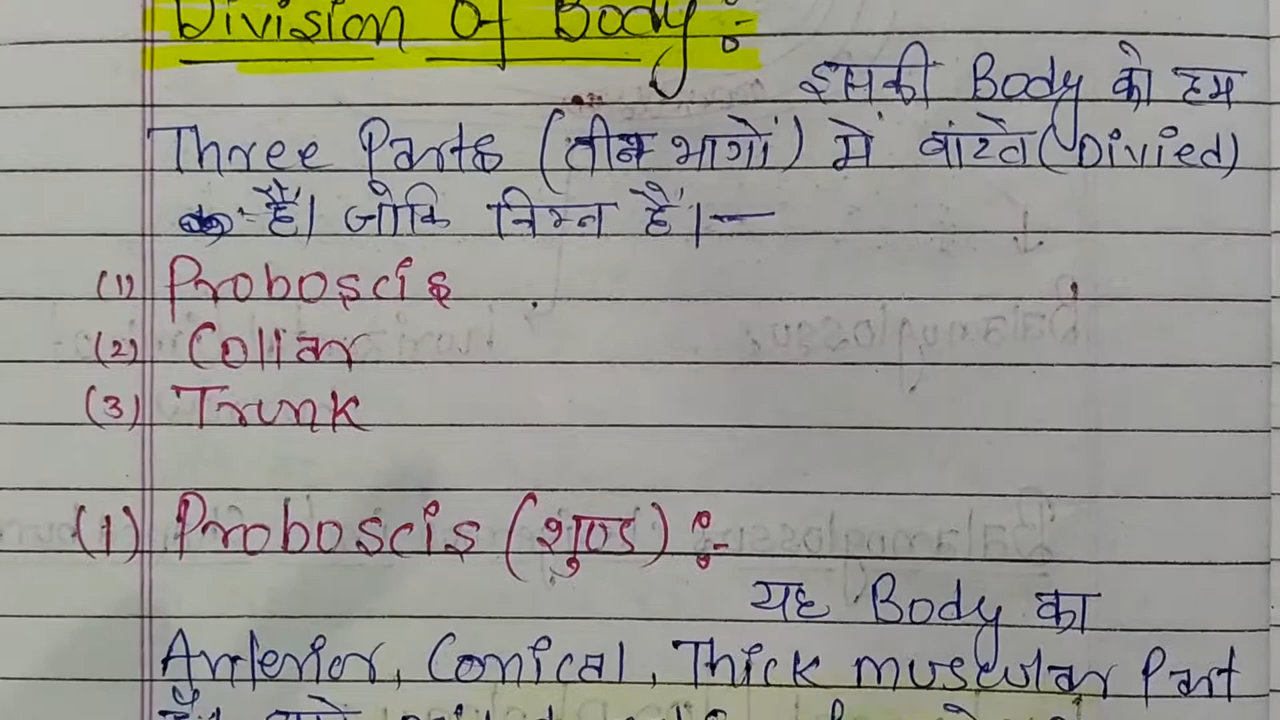 Division Of Body :-
इसकी Body को हम
Three Parts (तीन भागों) में बांटते (Divied)
हैं। जोकि निम्न हैं।—
(1) Proboscis
(2) Collar
(3) Trunk
(1) Proboscis (शुण्ड) :-
यह Body का
Anterior, Conical, Thick muscular Part